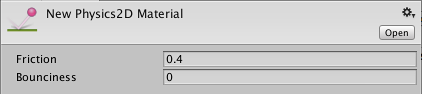 New Physics2D Material
Open
Friction 0.4
Bounciness 0